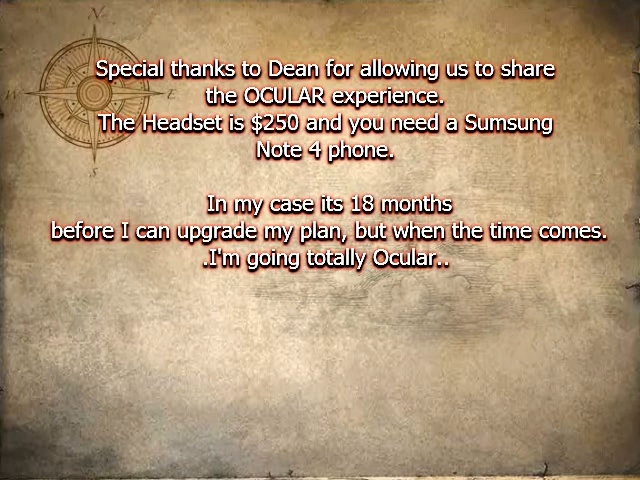 N
W
E
S
Special thanks to Dean for allowing us to share
the OCULAR experience.
The Headset is $250 and you need a Sumsung
Note 4 phone.
In my case its 18 months
before I can upgrade my plan, but when the time comes.
.I'm going totally Ocular..